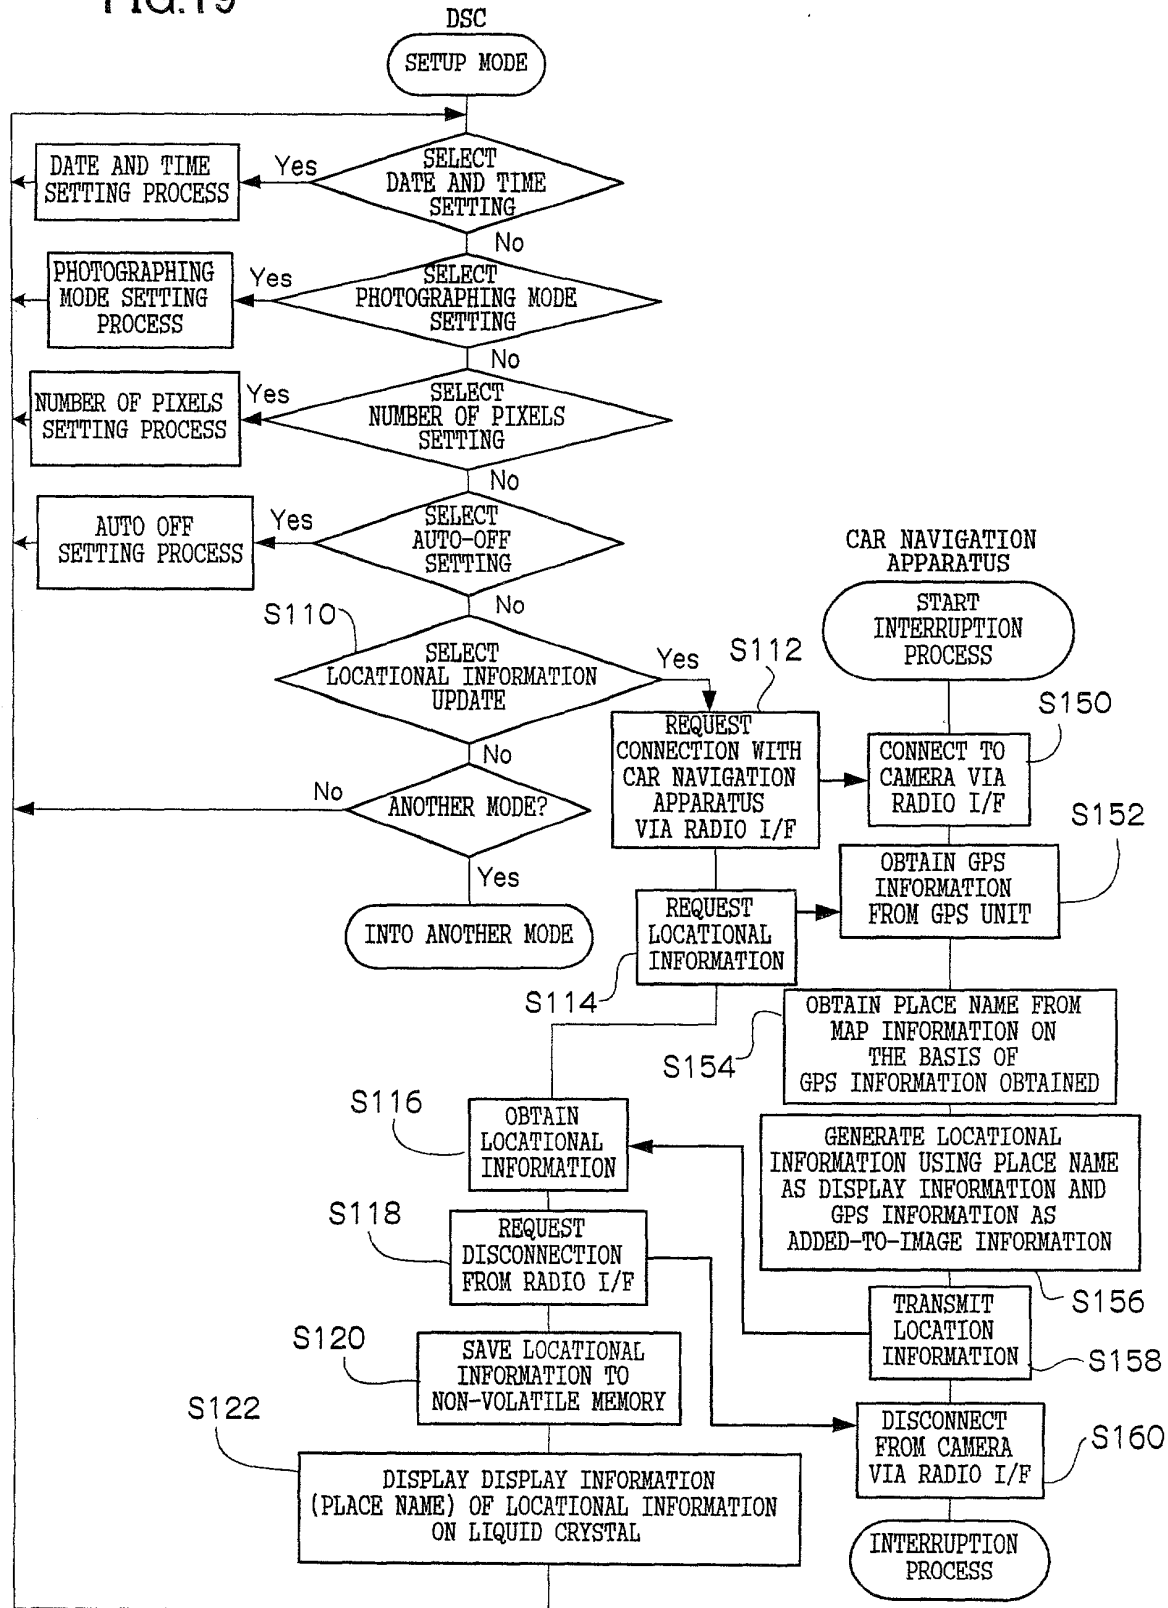 FIG.19
DSC
SETUP MODE
SELECT
DATE AND TIME
SETTING
Yes
DATE AND TIME
SETTING PROCESS
No
SELECT
PHOTOGRAPHING MODE
SETTING
Yes
PHOTOGRAPHING
MODE SETTING
PROCESS
No
SELECT
NUMBER OF PIXELS
SETTING
Yes
NUMBER OF PIXELS
SETTING PROCESS
No
SELECT
AUTO-OFF
SETTING
Yes
AUTO OFF
SETTING PROCESS
No
S110
SELECT
LOCATIONAL INFORMATION
UPDATE
Yes
No
ANOTHER MODE?
No
Yes
INTO ANOTHER MODE
S112
REQUEST
CONNECTION WITH
CAR NAVIGATION
APPARATUS
VIA RADIO I/F
REQUEST
LOCATIONAL
INFORMATION
S114
S116
OBTAIN
LOCATIONAL
INFORMATION
S118
REQUEST
DISCONNECTION
FROM RADIO I/F
S120
SAVE LOCATIONAL
INFORMATION TO
NON-VOLATILE MEMORY
S122
DISPLAY DISPLAY INFORMATION
(PLACE NAME) OF LOCATIONAL INFORMATION
ON LIQUID CRYSTAL
CAR NAVIGATION
APPARATUS
START
INTERRUPTION
PROCESS
S150
CONNECT TO
CAMERA VIA
RADIO I/F
S152
OBTAIN GPS
INFORMATION
FROM GPS UNIT
OBTAIN PLACE NAME FROM
MAP INFORMATION ON
THE BASIS OF
GPS INFORMATION OBTAINED
S154
GENERATE LOCATIONAL
INFORMATION USING PLACE NAME
AS DISPLAY INFORMATION AND
GPS INFORMATION AS
ADDED-TO-IMAGE INFORMATION
S156
TRANSMIT
LOCATION
INFORMATION
S158
DISCONNECT
FROM CAMERA
VIA RADIO I/F
S160
INTERRUPTION
PROCESS